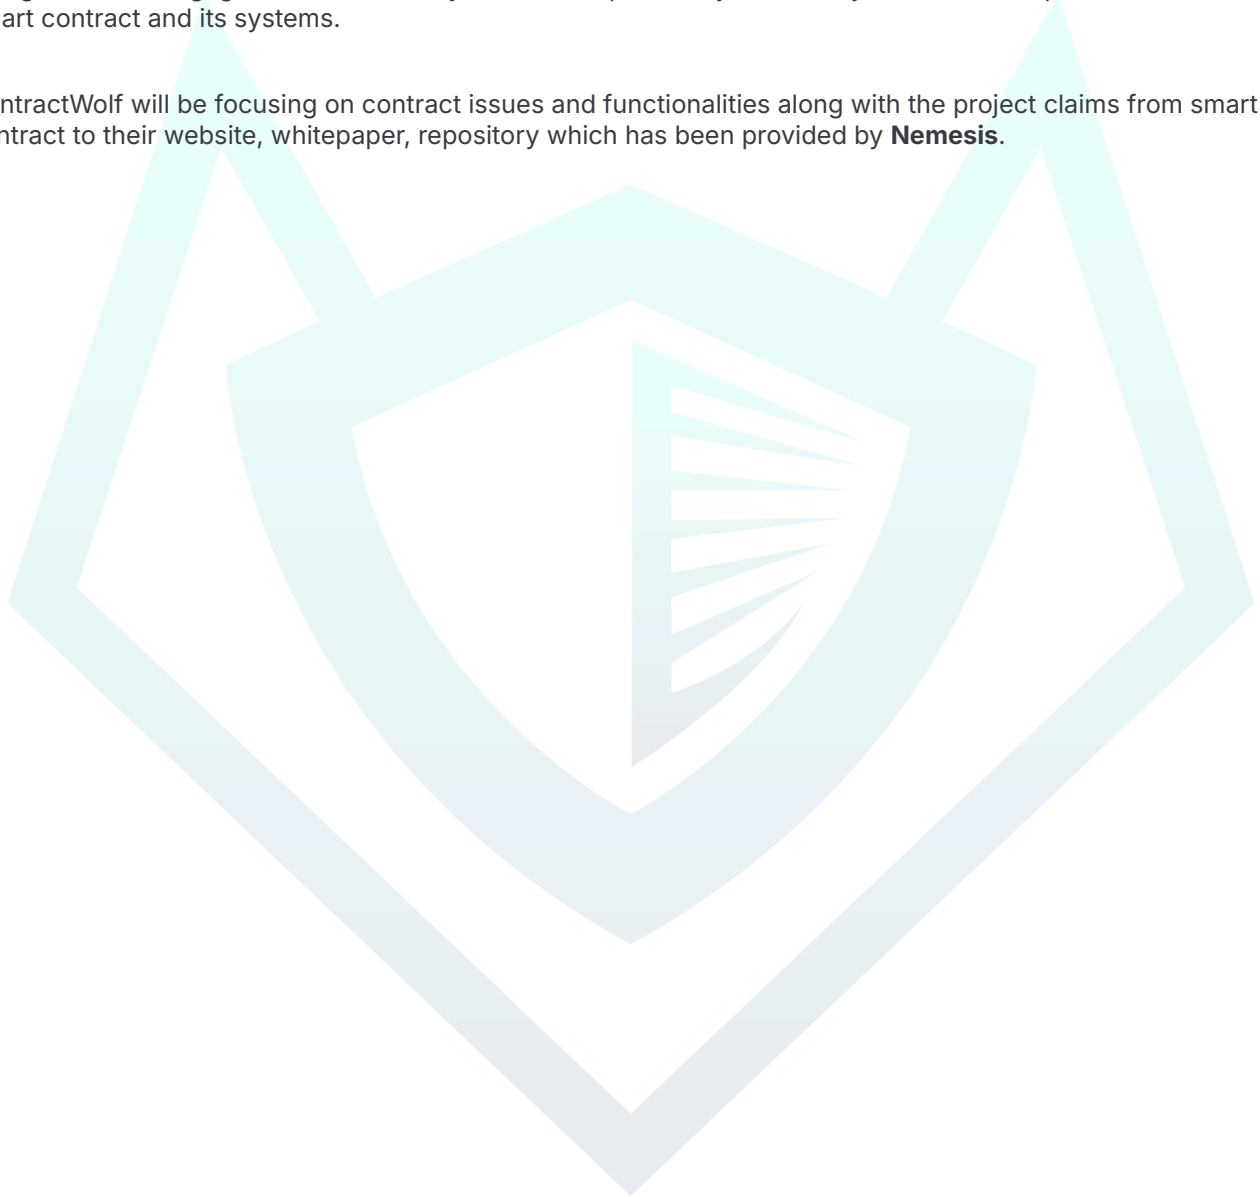 art contract and its systems.
ntractWolf will be focusing on contract issues and functionalities along with the project claims from smart
ntract to their website, whitepaper, repository which has been provided by Nemesis.